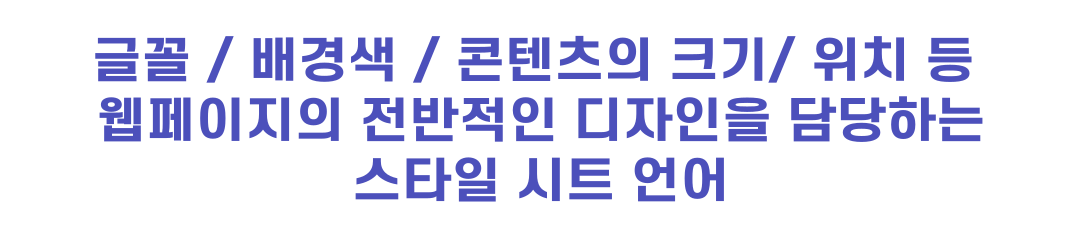 글꼴 / 배경색 / 콘텐츠의 크기/ 위치 등
웹페이지의 전반적인 디자인을 담당하는
스타일 시트 언어